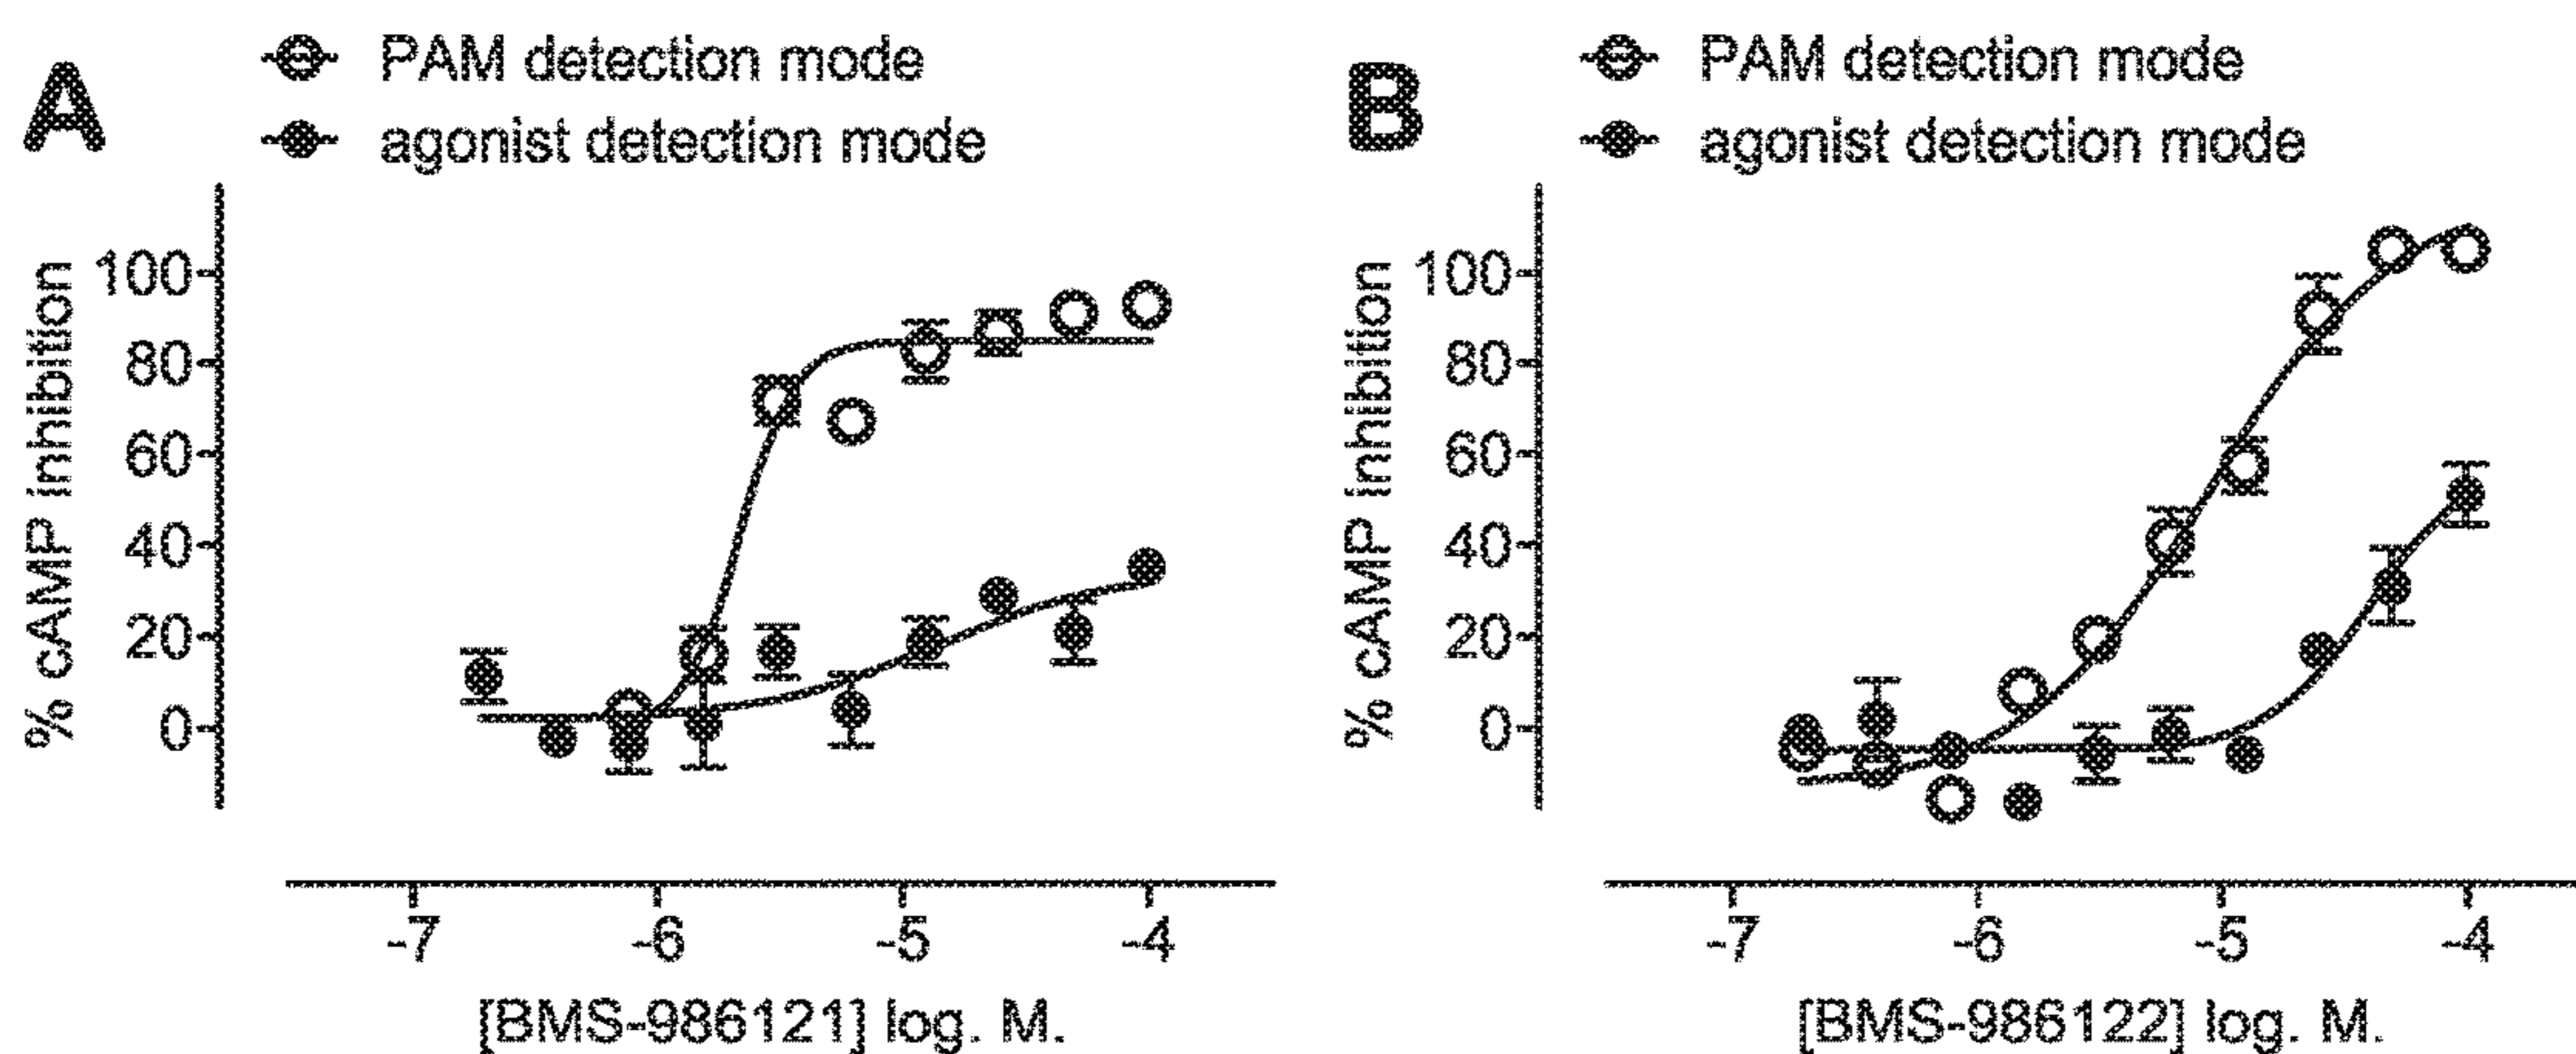 A
PAM detection mode
agonist detection mode
% cAMP inhibition
100
80
60
40
20
0
-7
-6
-5
-4
[BMS-986121] log. M.
B
PAM detection mode
agonist detection mode
% cAMP inhibition
100
80
60
40
20
0
-7
-6
-5
-4
[BMS-986122] log. M.